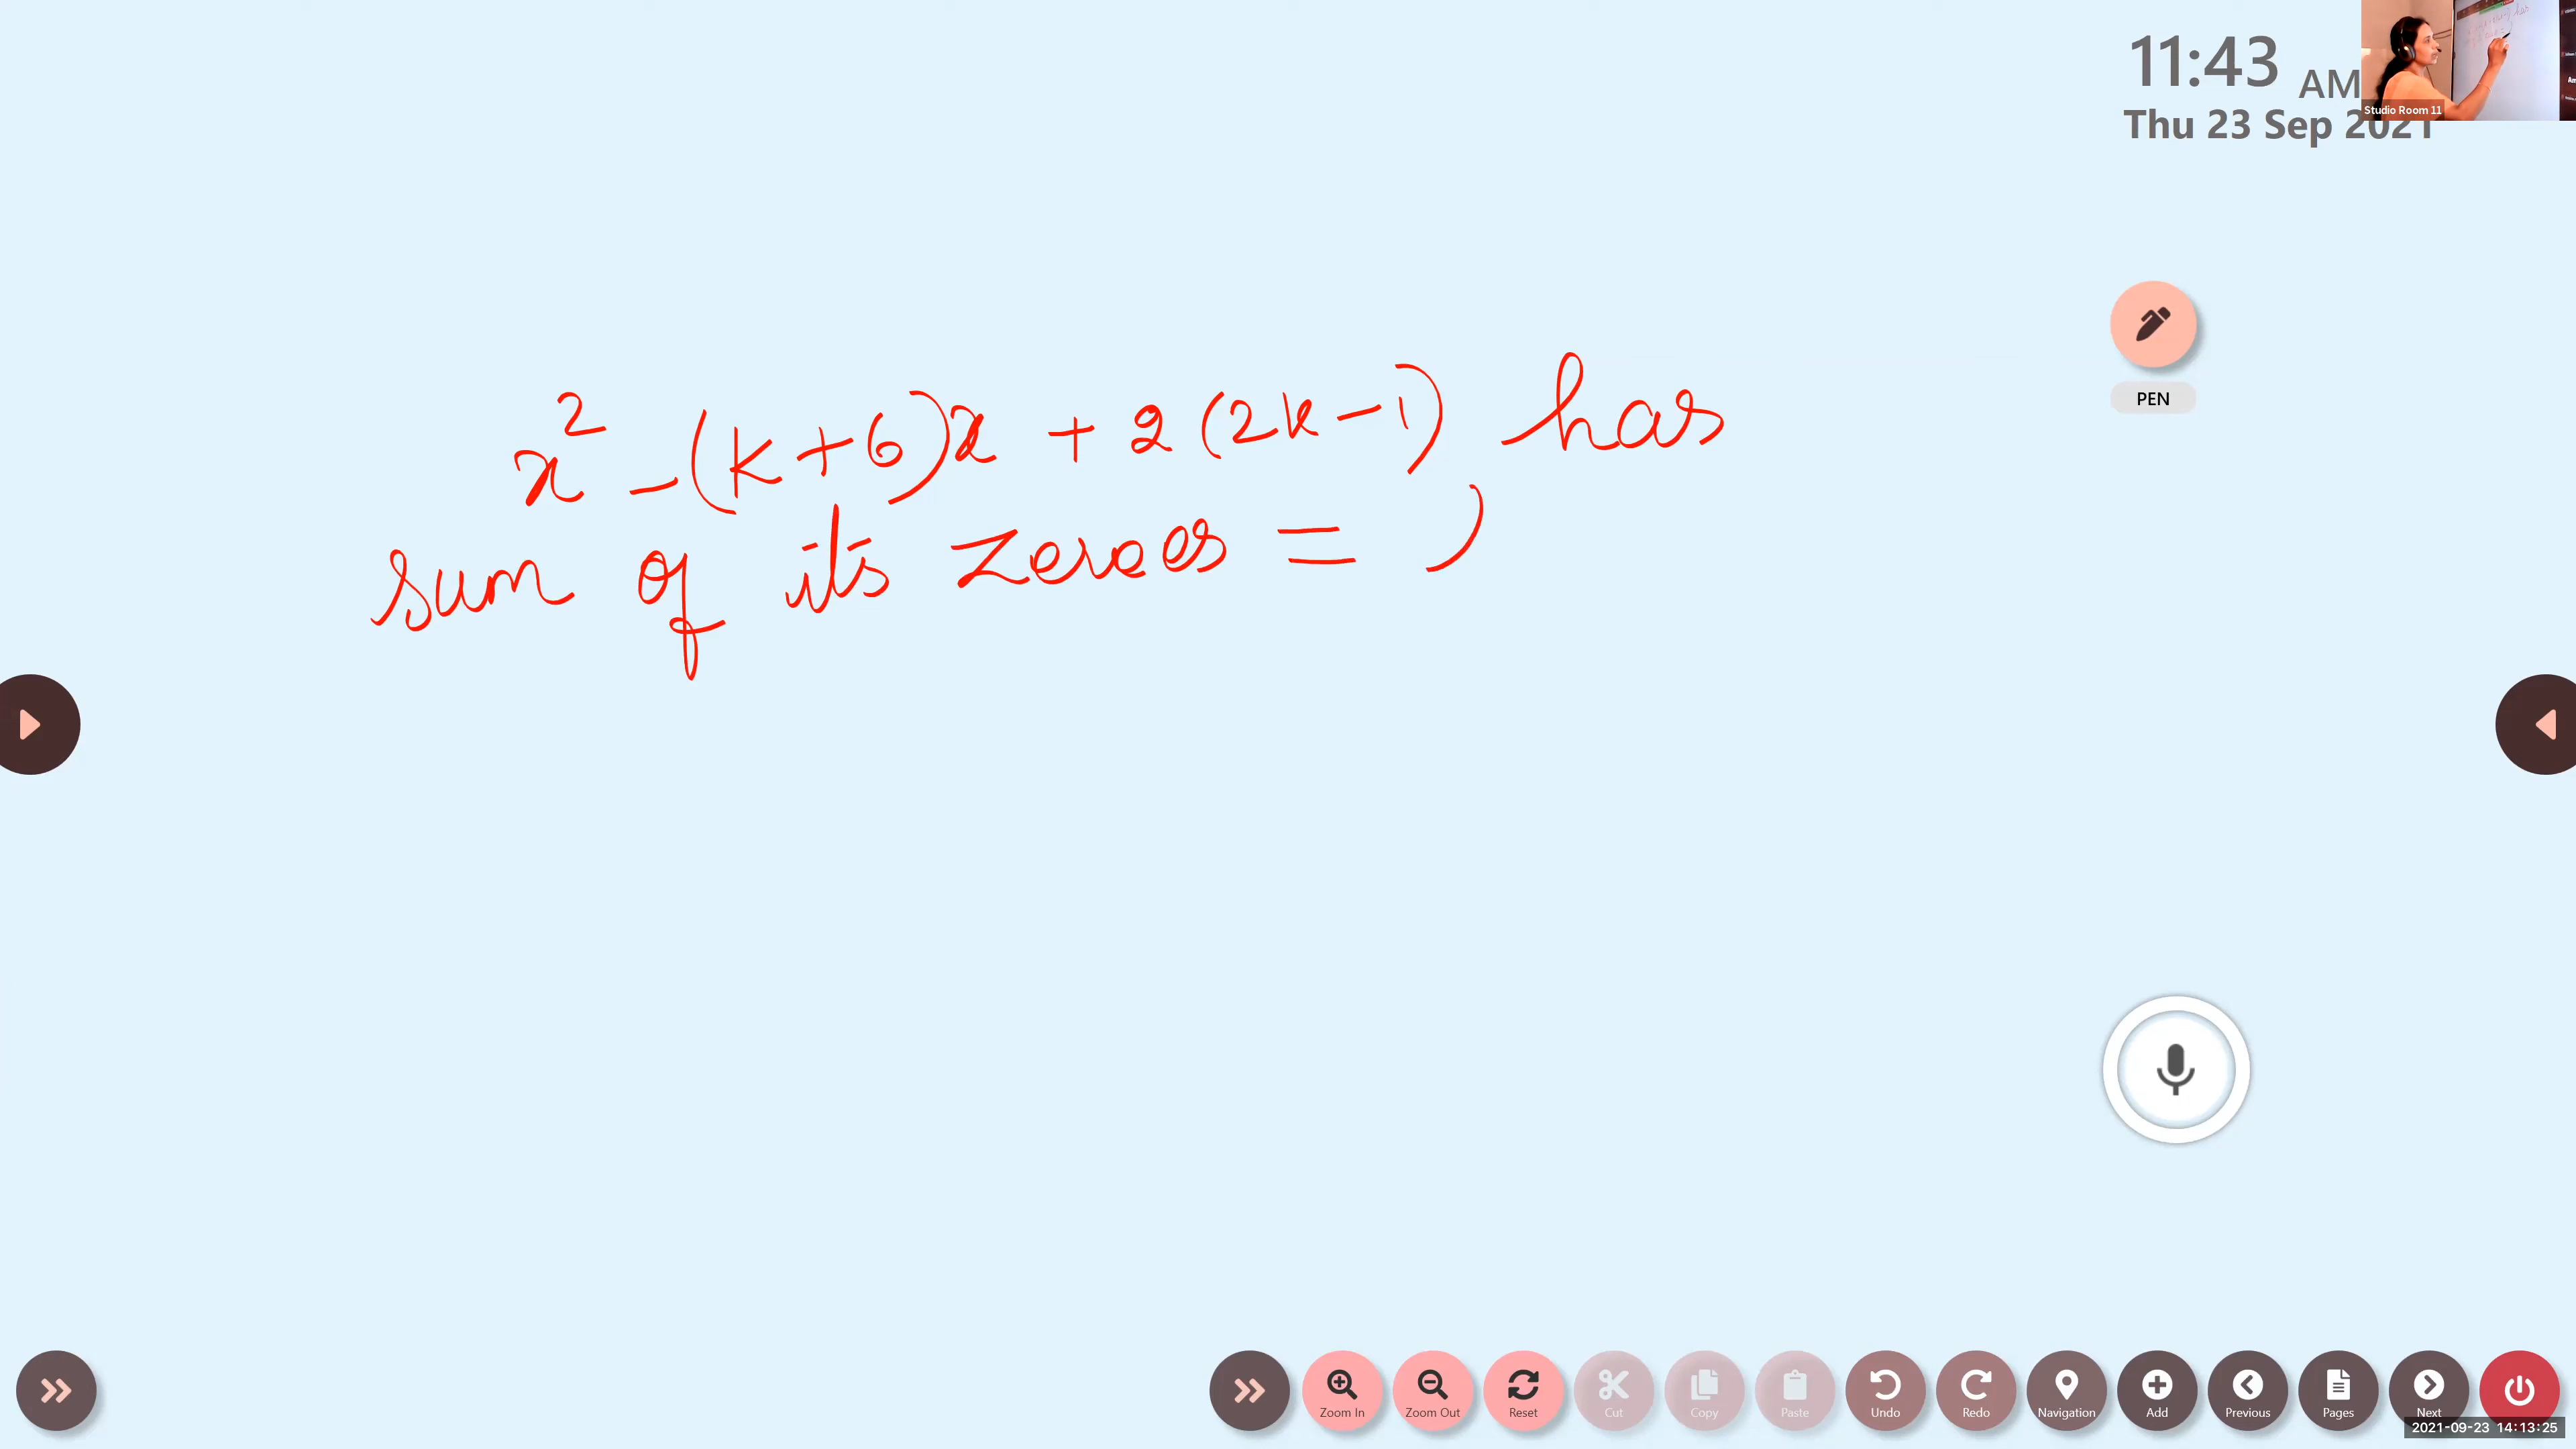 11:43 AM
Thu 23 Sep 2021
Studio Room 11
PEN
x² - (k+6)x + 2(2k-1) has
sum of its zeroes = )
Zoom In
Zoom Out
Reset
Cut
Copy
Paste
Undo
Redo
Navigation
Add
Previous
Pages
Next
2021-09-23 14:13:25